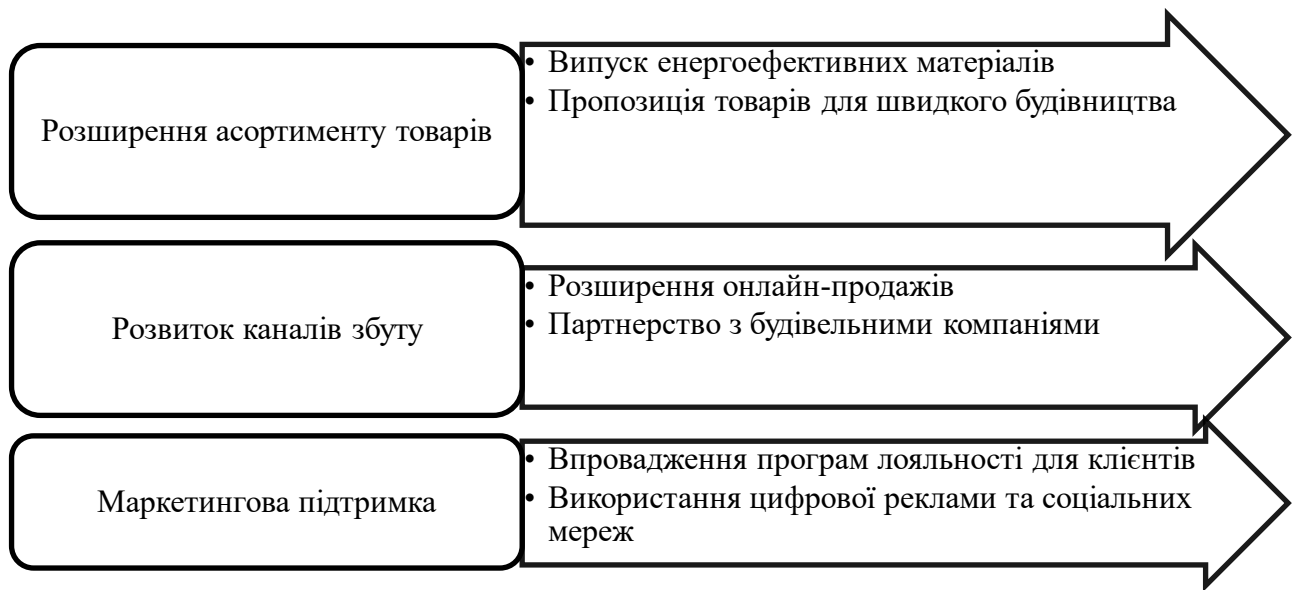 Розширення асортименту товарів
• Випуск енергоефективних матеріалів
• Пропозиція товарів для швидкого будівництва
Розвиток каналів збуту
• Розширення онлайн-продажів
• Партнерство з будівельними компаніями
Маркетингова підтримка
• Впровадження програм лояльності для клієнтів
• Використання цифрової реклами та соціальних
мереж